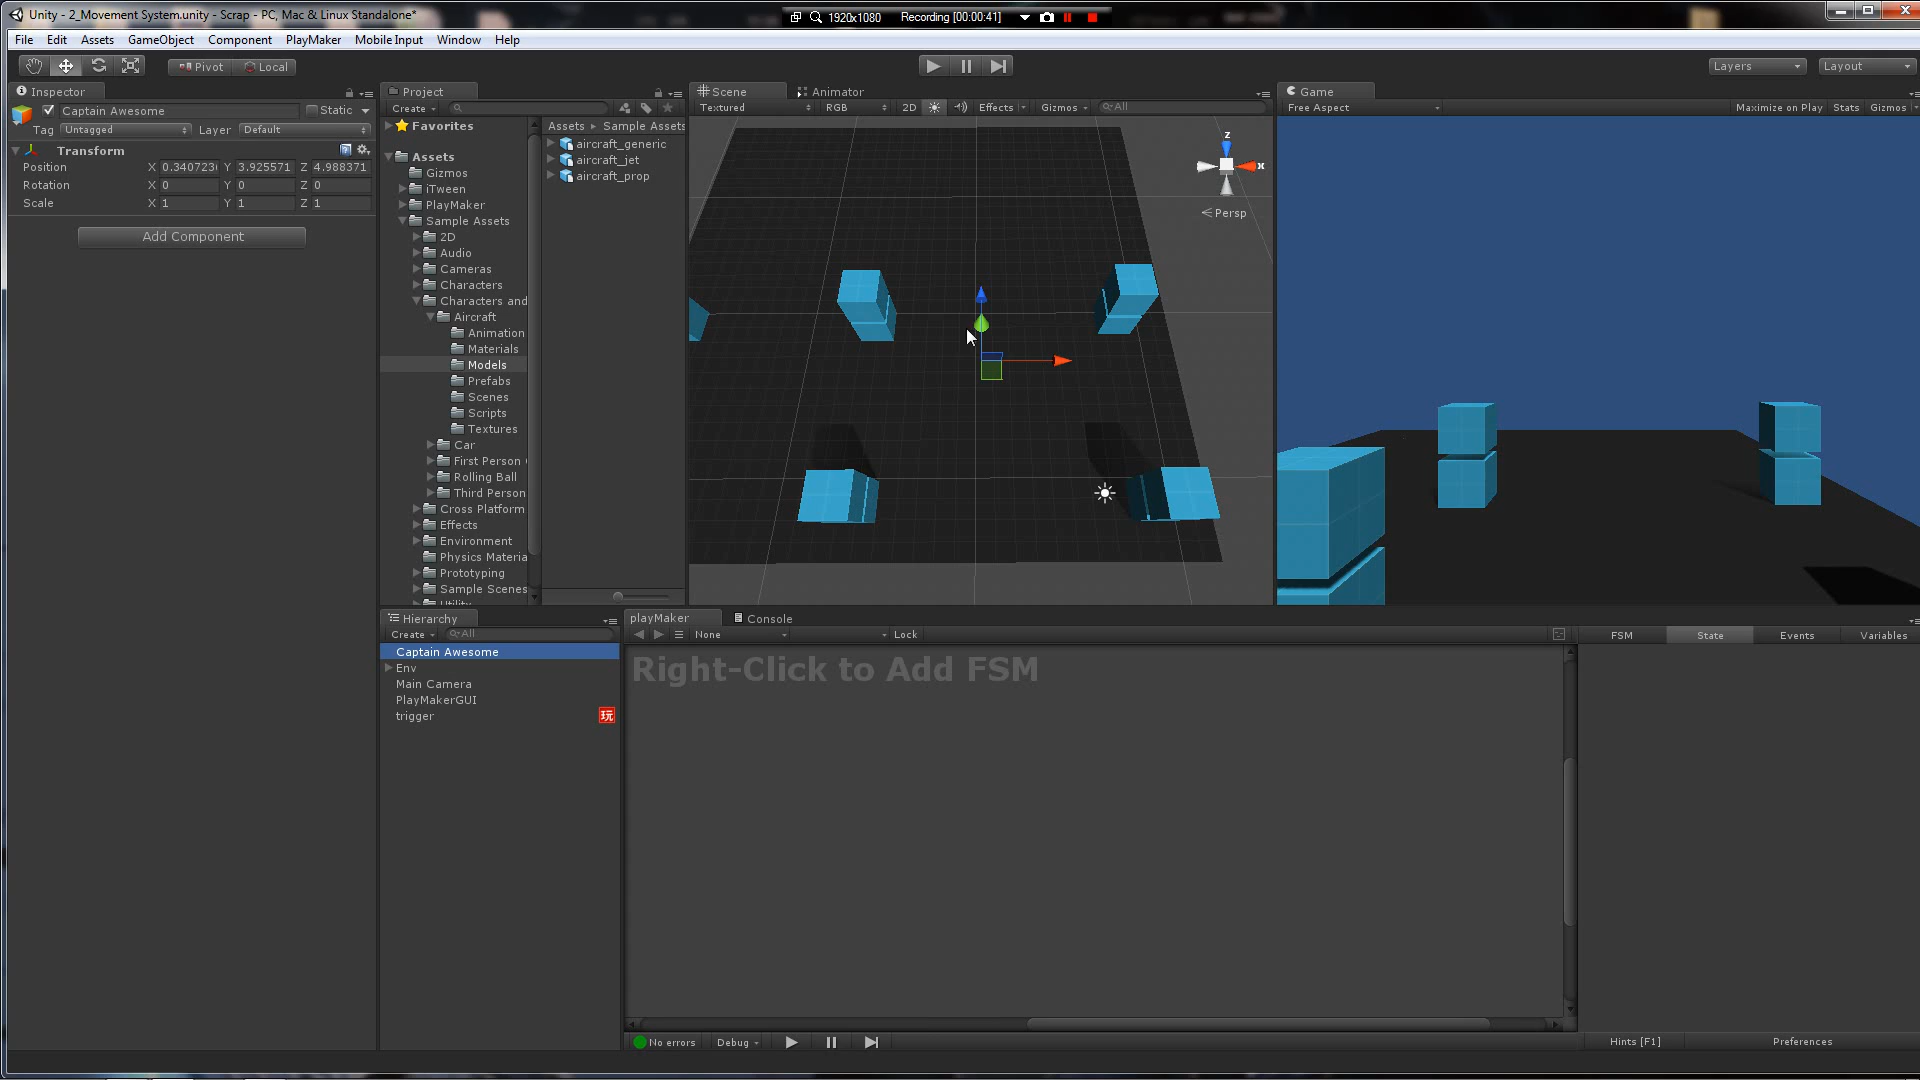 Unity - 2_Movement System.unity - Scrap - PC, Mac & Linux Standalone*
1920x1080 Recording [00:00:41]
File Edit Assets GameObject Component PlayMaker Mobile Input Window Help
Pivot Local
Layers Layout
Inspector
Captain Awesome Static
Tag Untagged Layer Default
Transform
Position X 0.340723 Y 3.925571 Z 4.988371
Rotation X 0 Y 0 Z 0
Scale X 1 Y 1 Z 1
Add Component
Project
Create
Favorites
Assets
Gizmos
iTween
PlayMaker
Sample Assets
2D
Audio
Cameras
Characters
Characters and
Aircraft
Animation
Materials
Models
Prefabs
Scenes
Scripts
Textures
Car
First Person
Rolling Ball
Third Person
Cross Platform
Effects
Environment
Physics Materia
Prototyping
Sample Scenes
Utility
Assets ▸ Sample Assets
aircraft_generic
aircraft_jet
aircraft_prop
Scene Animator
Textured RGB 2D Effects Gizmos All
z
x
Persp
Game
Free Aspect Maximize on Play Stats Gizmos
Hierarchy
Create All
Captain Awesome
Env
Main Camera
PlayMakerGUI
trigger 玩
playMaker Console
None Lock
Right-Click to Add FSM
FSM State Events Variables
No errors Debug
Hints [F1] Preferences